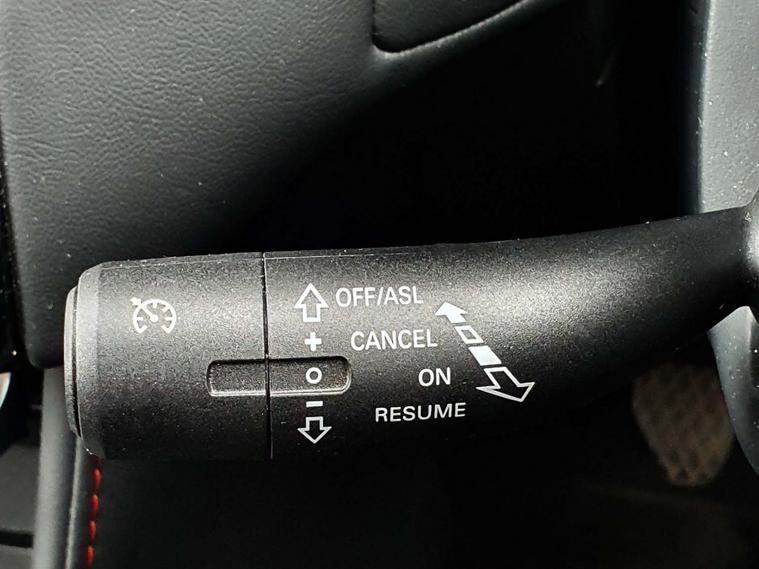 OFF/ASL
+ CANCEL
O ON
- RESUME